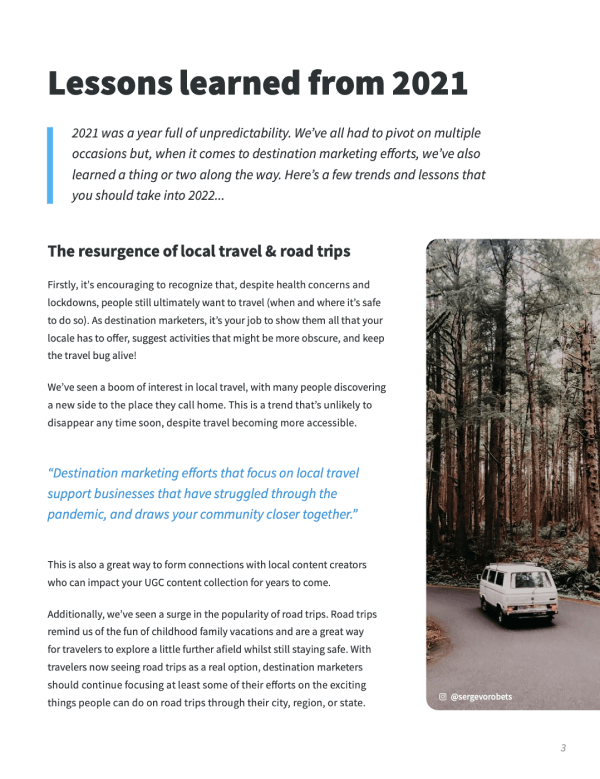 Lessons learned from 2021
2021 was a year full of unpredictability. We’ve all had to pivot on multiple
occasions but, when it comes to destination marketing efforts, we’ve also
learned a thing or two along the way. Here’s a few trends and lessons that
you should take into 2022...
The resurgence of local travel & road trips
Firstly, it's encouraging to recognize that, despite health concerns and
lockdowns, people still ultimately want to travel (when and where it’s safe
to do so). As destination marketers, it’s your job to show them all that your
locale has to offer, suggest activities that might be more obscure, and keep
the travel bug alive!
We’ve seen a boom of interest in local travel, with many people discovering
a new side to the place they call home. This is a trend that’s unlikely to
disappear any time soon, despite travel becoming more accessible.
“Destination marketing efforts that focus on local travel
support businesses that have struggled through the
pandemic, and draws your community closer together.”
This is also a great way to form connections with local content creators
who can impact your UGC content collection for years to come.
Additionally, we’ve seen a surge in the popularity of road trips. Road trips
remind us of the fun of childhood family vacations and are a great way
for travelers to explore a little further afield whilst still staying safe. With
travelers now seeing road trips as a real option, destination marketers
should continue focusing at least some of their efforts on the exciting
things people can do on road trips through their city, region, or state.
@sergevorobets
3